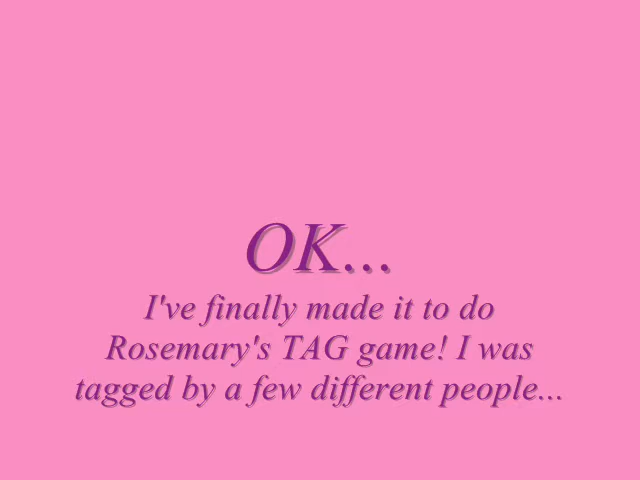 OK...
I've finally made it to do
Rosemary's TAG game! I was
tagged by a few different people...